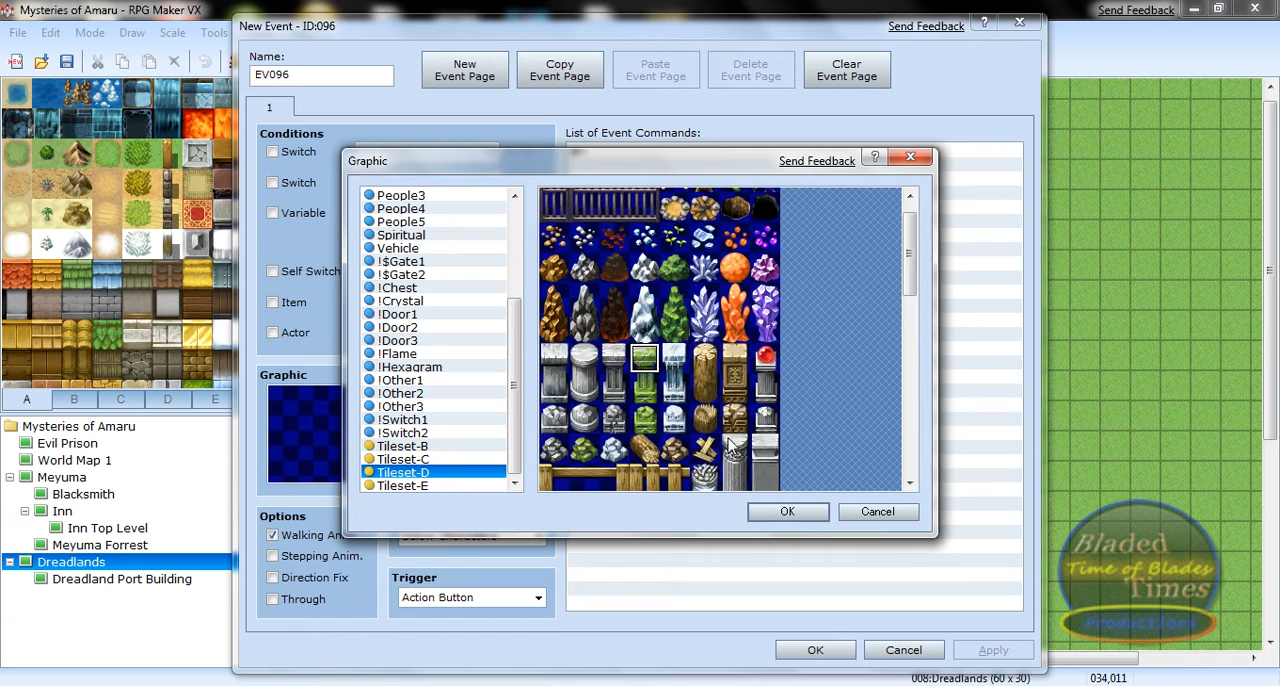 Mysteries of Amaru - RPG Maker VX
Send Feedback
File Edit Mode Draw Scale Tools
New Event - ID:096
Send Feedback
Name:
EV096
New Event Page
Copy Event Page
Paste Event Page
Delete Event Page
Clear Event Page
1
Conditions
Switch
Switch
Variable
Self Switch
Item
Actor
List of Event Commands:
Graphic
Send Feedback
People3
People4
People5
Spiritual
Vehicle
!$Gate1
!$Gate2
!Chest
!Crystal
!Door1
!Door2
!Door3
!Flame
!Hexagram
!Other1
!Other2
!Other3
!Switch1
!Switch2
Tileset-B
Tileset-C
Tileset-D
Tileset-E
OK
Cancel
Graphic
Options
Walking An
Stepping Anim.
Direction Fix
Through
Trigger
Action Button
OK
Cancel
Apply
A B C D E
Mysteries of Amaru
Evil Prison
World Map 1
Meyuma
Blacksmith
Inn
Inn Top Level
Meyuma Forrest
Dreadlands
Dreadland Port Building
Bladed
Time of Blades
Times
Productions
008:Dreadlands (60 x 30)
034,011